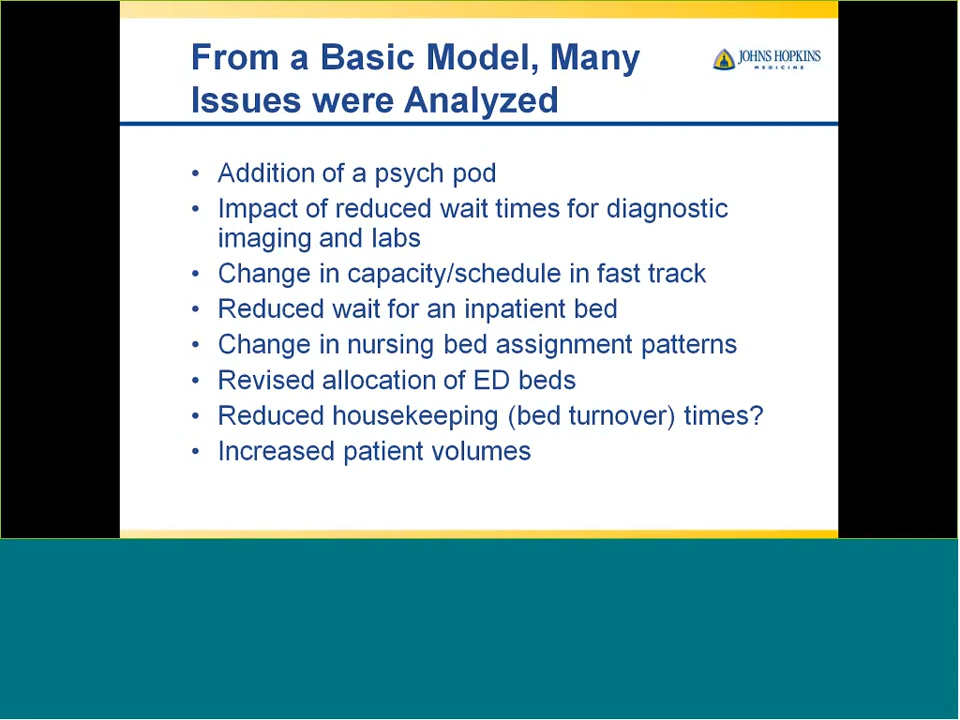 From a Basic Model, Many
Issues were Analyzed
JOHNS HOPKINS
MEDICINE
• Addition of a psych pod
• Impact of reduced wait times for diagnostic
imaging and labs
• Change in capacity/schedule in fast track
• Reduced wait for an inpatient bed
• Change in nursing bed assignment patterns
• Revised allocation of ED beds
• Reduced housekeeping (bed turnover) times?
• Increased patient volumes